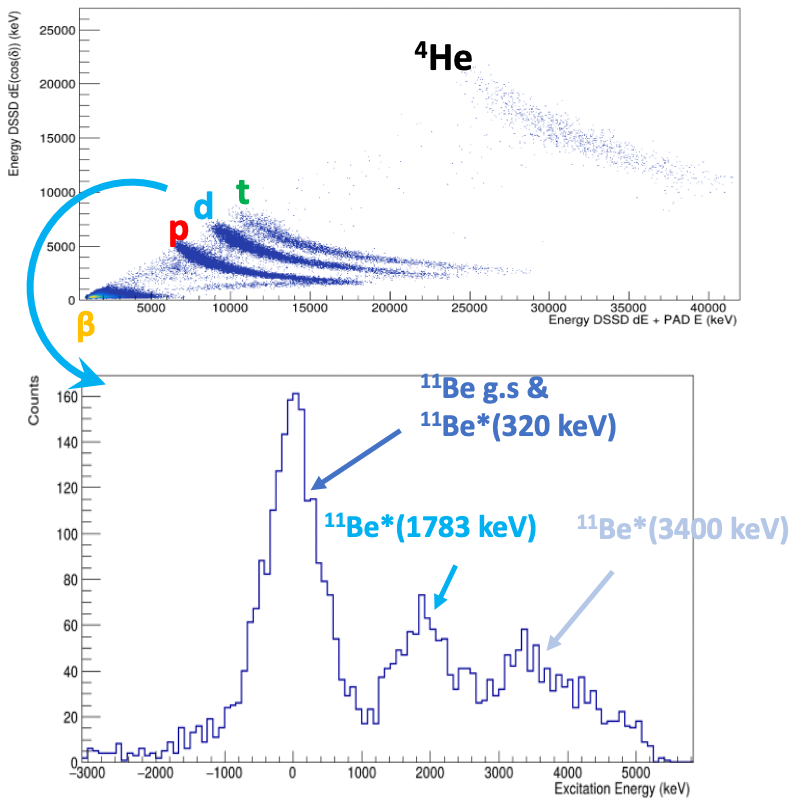 Energy DSSD dE(cos(δ)) (keV)
25000
20000
15000
10000
5000
0
⁴He
t
d
p
β
5000 10000 15000 20000 25000 30000 35000 40000
Energy DSSD dE + PAD E (keV)
Counts
160
140
120
100
80
60
40
20
0
¹¹Be g.s &
¹¹Be*(320 keV)
¹¹Be*(1783 keV)
¹¹Be*(3400 keV)
−3000 −2000 −1000 0 1000 2000 3000 4000 5000
Excitation Energy (keV)